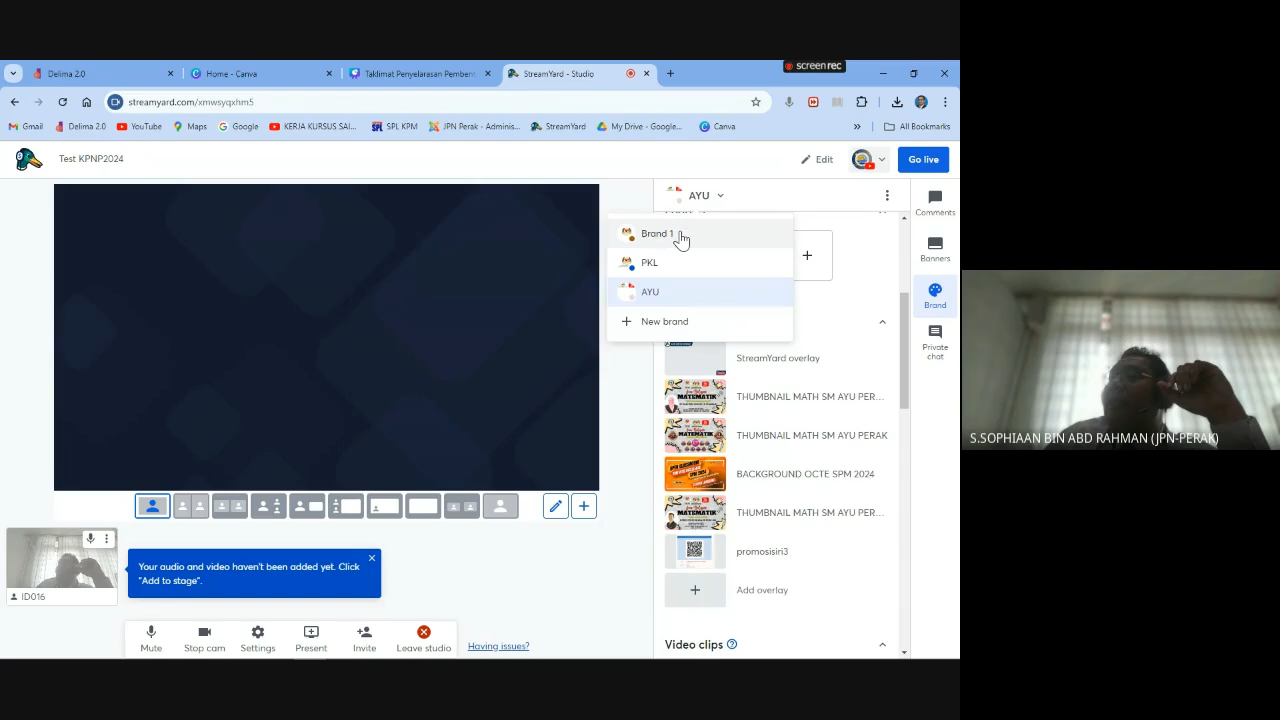 Delima 2.0
Home - Canva
Taklimat Penyelarasan Pembent
StreamYard - Studio
screenrec
streamyard.com/xmwsyqxhm5
Gmail
Delima 2.0
YouTube
Maps
Google
KERJA KURSUS SAI...
SPL KPM
JPN Perak - Adminis...
StreamYard
My Drive - Google...
Canva
All Bookmarks
Test KPNP2024
Edit
Go live
AYU
Comments
Brand 1
PKL
AYU
New brand
Banners
Brand
Private
chat
StreamYard overlay
THUMBNAIL MATH SM AYU PER...
THUMBNAIL MATH SM AYU PERAK
BACKGROUND OCTE SPM 2024
THUMBNAIL MATH SM AYU PER...
promosisiri3
Add overlay
Video clips
S.SOPHIAAN BIN ABD RAHMAN (JPN-PERAK)
Your audio and video haven't been added yet. Click
"Add to stage".
ID016
Mute
Stop cam
Settings
Present
Invite
Leave studio
Having issues?